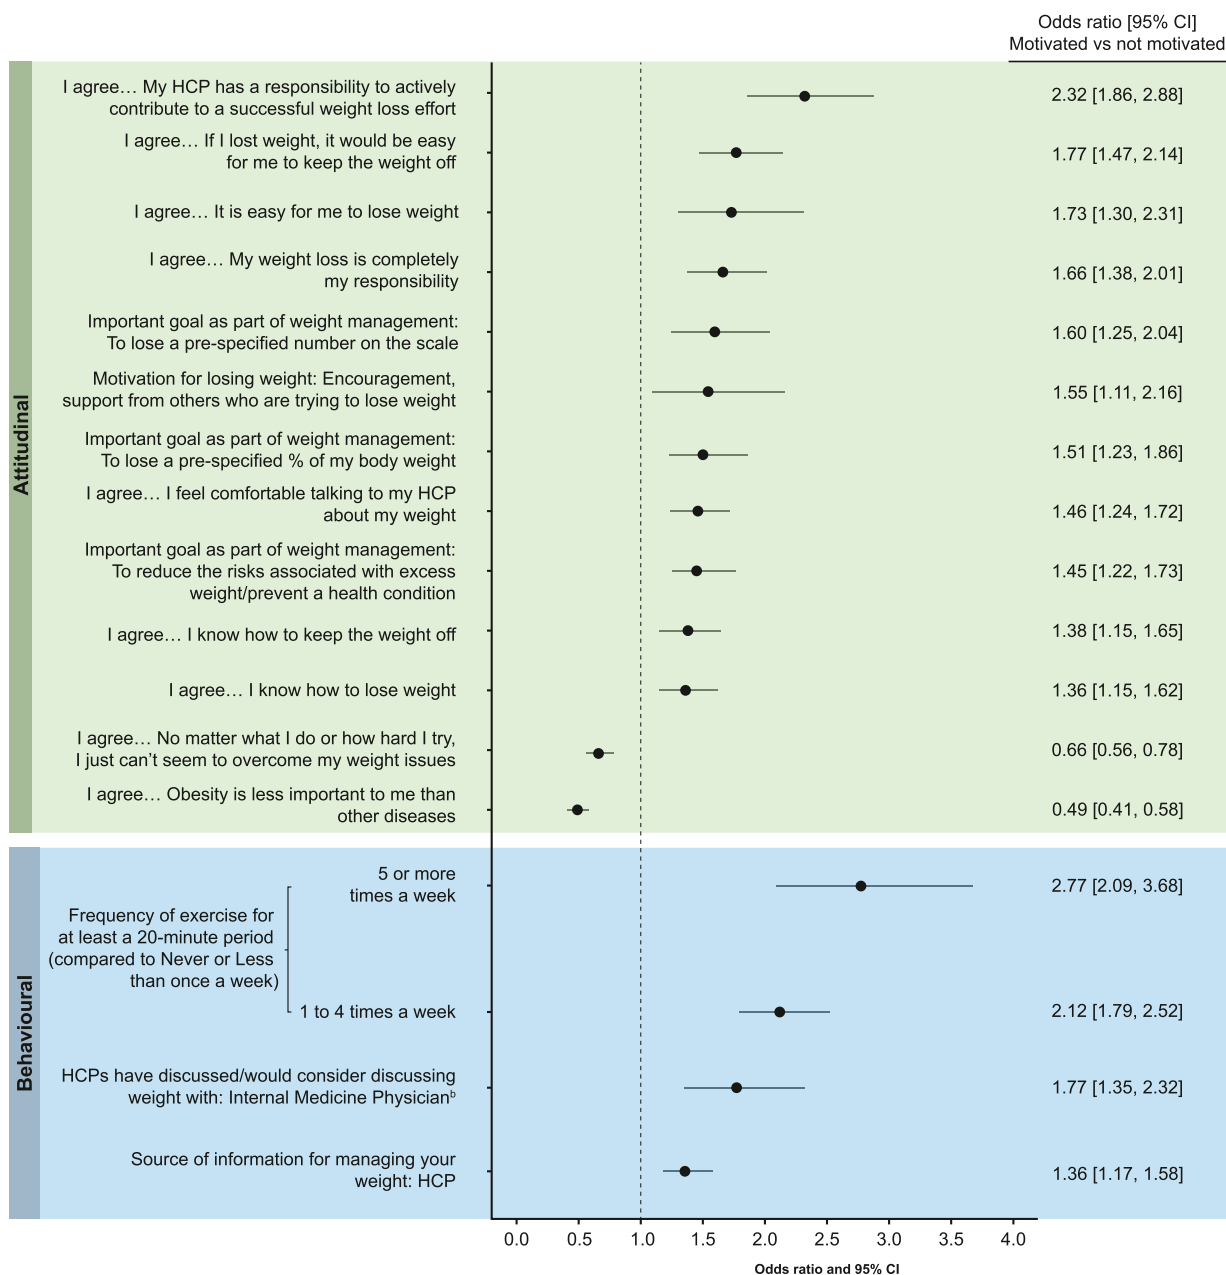 Odds ratio [95% CI]
Motivated vs not motivated
Attitudinal
I agree… My HCP has a responsibility to actively
contribute to a successful weight loss effort
2.32 [1.86, 2.88]
I agree… If I lost weight, it would be easy
for me to keep the weight off
1.77 [1.47, 2.14]
I agree… It is easy for me to lose weight
1.73 [1.30, 2.31]
I agree… My weight loss is completely
my responsibility
1.66 [1.38, 2.01]
Important goal as part of weight management:
To lose a pre-specified number on the scale
1.60 [1.25, 2.04]
Motivation for losing weight: Encouragement,
support from others who are trying to lose weight
1.55 [1.11, 2.16]
Important goal as part of weight management:
To lose a pre-specified % of my body weight
1.51 [1.23, 1.86]
I agree… I feel comfortable talking to my HCP
about my weight
1.46 [1.24, 1.72]
Important goal as part of weight management:
To reduce the risks associated with excess
weight/prevent a health condition
1.45 [1.22, 1.73]
I agree… I know how to keep the weight off
1.38 [1.15, 1.65]
I agree… I know how to lose weight
1.36 [1.15, 1.62]
I agree… No matter what I do or how hard I try,
I just can’t seem to overcome my weight issues
0.66 [0.56, 0.78]
I agree… Obesity is less important to me than
other diseases
0.49 [0.41, 0.58]
Behavioural
Frequency of exercise for
at least a 20-minute period
(compared to Never or Less
than once a week)
5 or more
times a week
2.77 [2.09, 3.68]
1 to 4 times a week
2.12 [1.79, 2.52]
HCPs have discussed/would consider discussing
weight with: Internal Medicine Physicianᵇ
1.77 [1.35, 2.32]
Source of information for managing your
weight: HCP
1.36 [1.17, 1.58]
0.0 0.5 1.0 1.5 2.0 2.5 3.0 3.5 4.0
Odds ratio and 95% CI